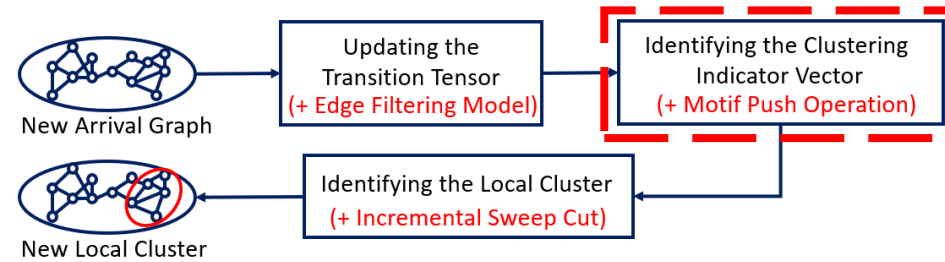 Updating the
Transition Tensor
(+ Edge Filtering Model)
Identifying the Clustering
Indicator Vector
(+ Motif Push Operation)
New Arrival Graph
Identifying the Local Cluster
(+ Incremental Sweep Cut)
New Local Cluster